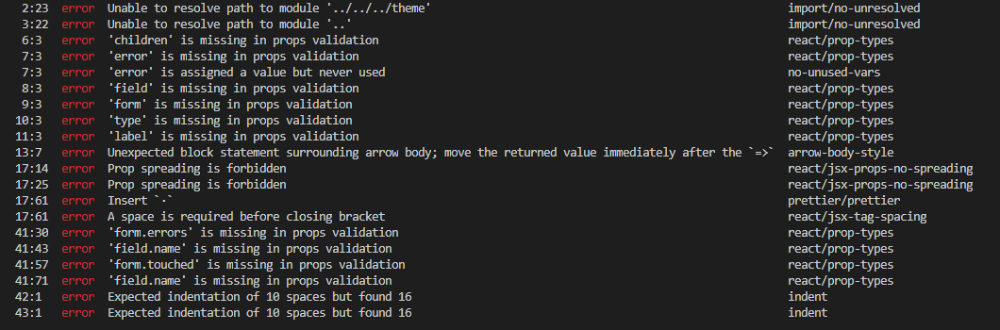 2:23 error Unable to resolve path to module '../../../theme' import/no-unresolved
3:22 error Unable to resolve path to module '..' import/no-unresolved
6:3 error 'children' is missing in props validation react/prop-types
7:3 error 'error' is missing in props validation react/prop-types
7:3 error 'error' is assigned a value but never used no-unused-vars
8:3 error 'field' is missing in props validation react/prop-types
9:3 error 'form' is missing in props validation react/prop-types
10:3 error 'type' is missing in props validation react/prop-types
11:3 error 'label' is missing in props validation react/prop-types
13:7 error Unexpected block statement surrounding arrow body; move the returned value immediately after the `=>` arrow-body-style
17:14 error Prop spreading is forbidden react/jsx-props-no-spreading
17:25 error Prop spreading is forbidden react/jsx-props-no-spreading
17:61 error Insert `·` prettier/prettier
17:61 error A space is required before closing bracket react/jsx-tag-spacing
41:30 error 'form.errors' is missing in props validation react/prop-types
41:43 error 'field.name' is missing in props validation react/prop-types
41:57 error 'form.touched' is missing in props validation react/prop-types
41:71 error 'field.name' is missing in props validation react/prop-types
42:1 error Expected indentation of 10 spaces but found 16 indent
43:1 error Expected indentation of 10 spaces but found 16 indent